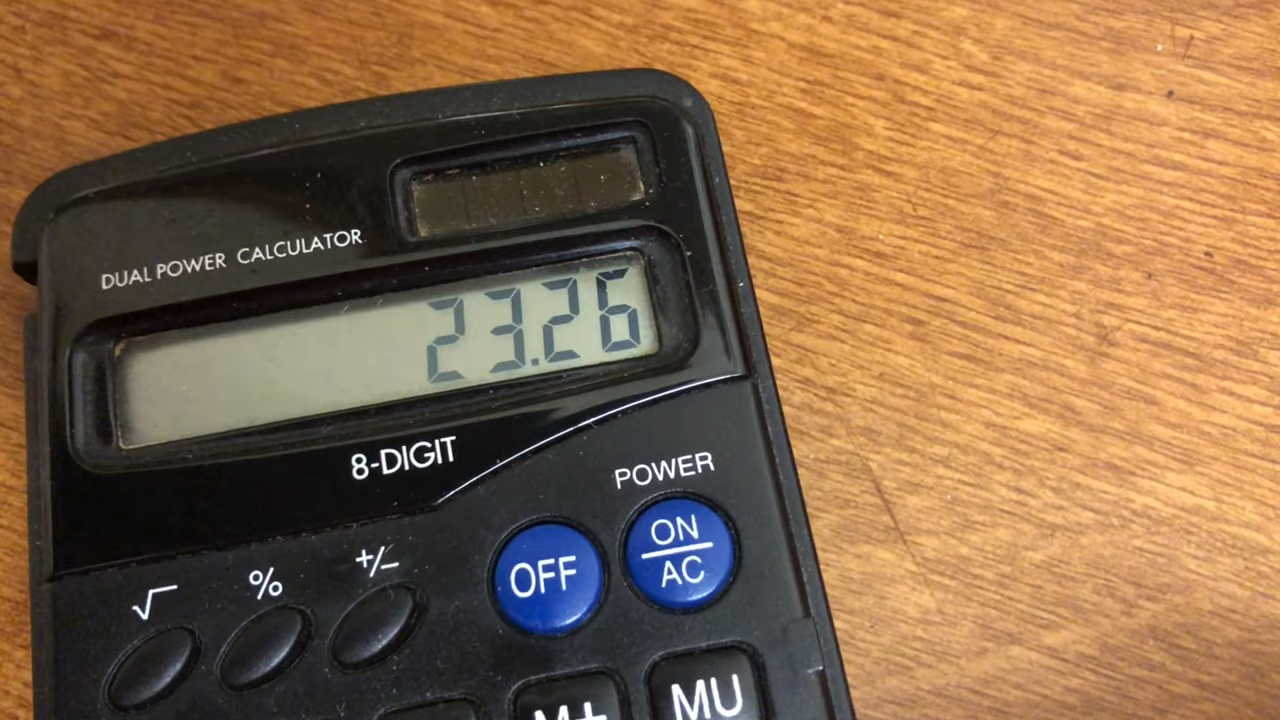 DUAL POWER CALCULATOR
23.26
8-DIGIT
POWER
√ % +/-
OFF
ON
AC
M+ MU